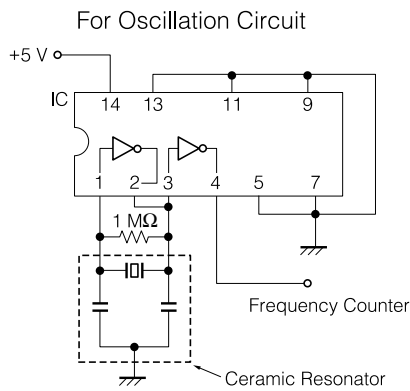 For Oscillation Circuit
+5 V
IC
14 13 11 9
1 2 3 4 5 7
1 MΩ
Frequency Counter
Ceramic Resonator